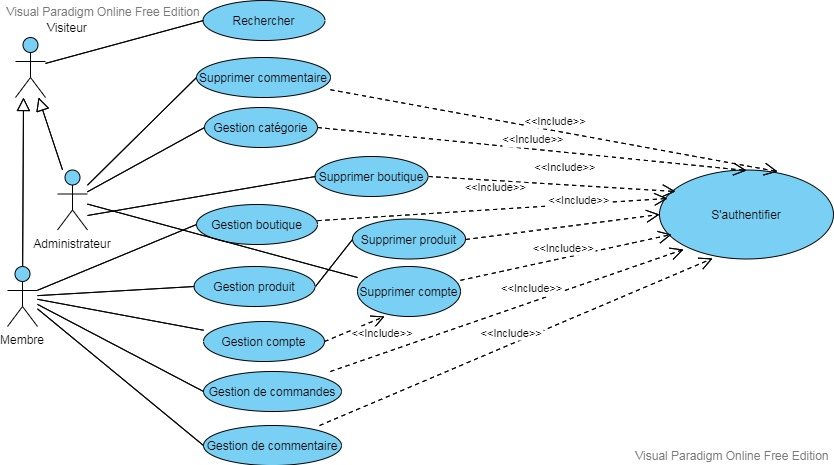 Visual Paradigm Online Free Edition
Visiteur
Rechercher
Supprimer commentaire
<<Include>>
Gestion catégorie
<<Include>>
Supprimer boutique
<<Include>>
<<Include>>
S'authentifier
Administrateur
Gestion boutique
Supprimer produit
<<Include>>
Gestion produit
Supprimer compte
<<Include>>
Membre
Gestion compte
<<Include>>
<<Include>>
Gestion de commandes
Gestion de commentaire
Visual Paradigm Online Free Edition